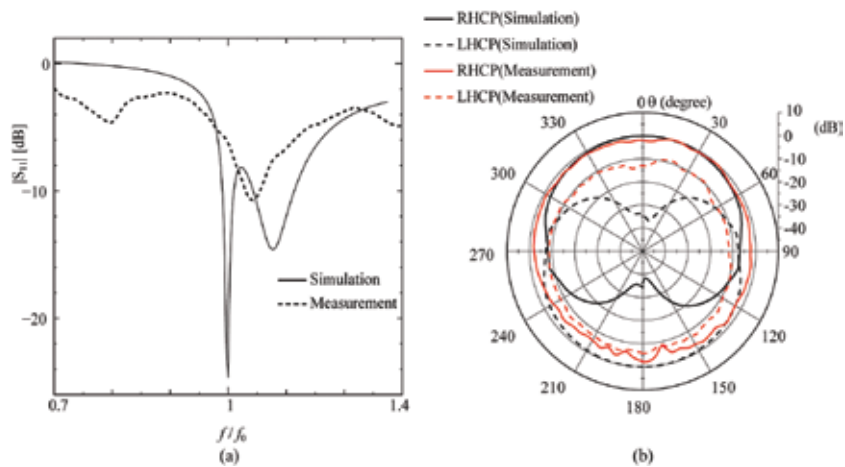 |S₁₁| [dB]
0
−10
−20
0.7
1
1.4
f / f₀
Simulation
Measurement
(a)
RHCP(Simulation)
LHCP(Simulation)
RHCP(Measurement)
LHCP(Measurement)
0 θ (degree)
30
60
90
120
150
180
210
240
270
300
330
10
0
-10
-20
-30
-40
(dB)
(b)